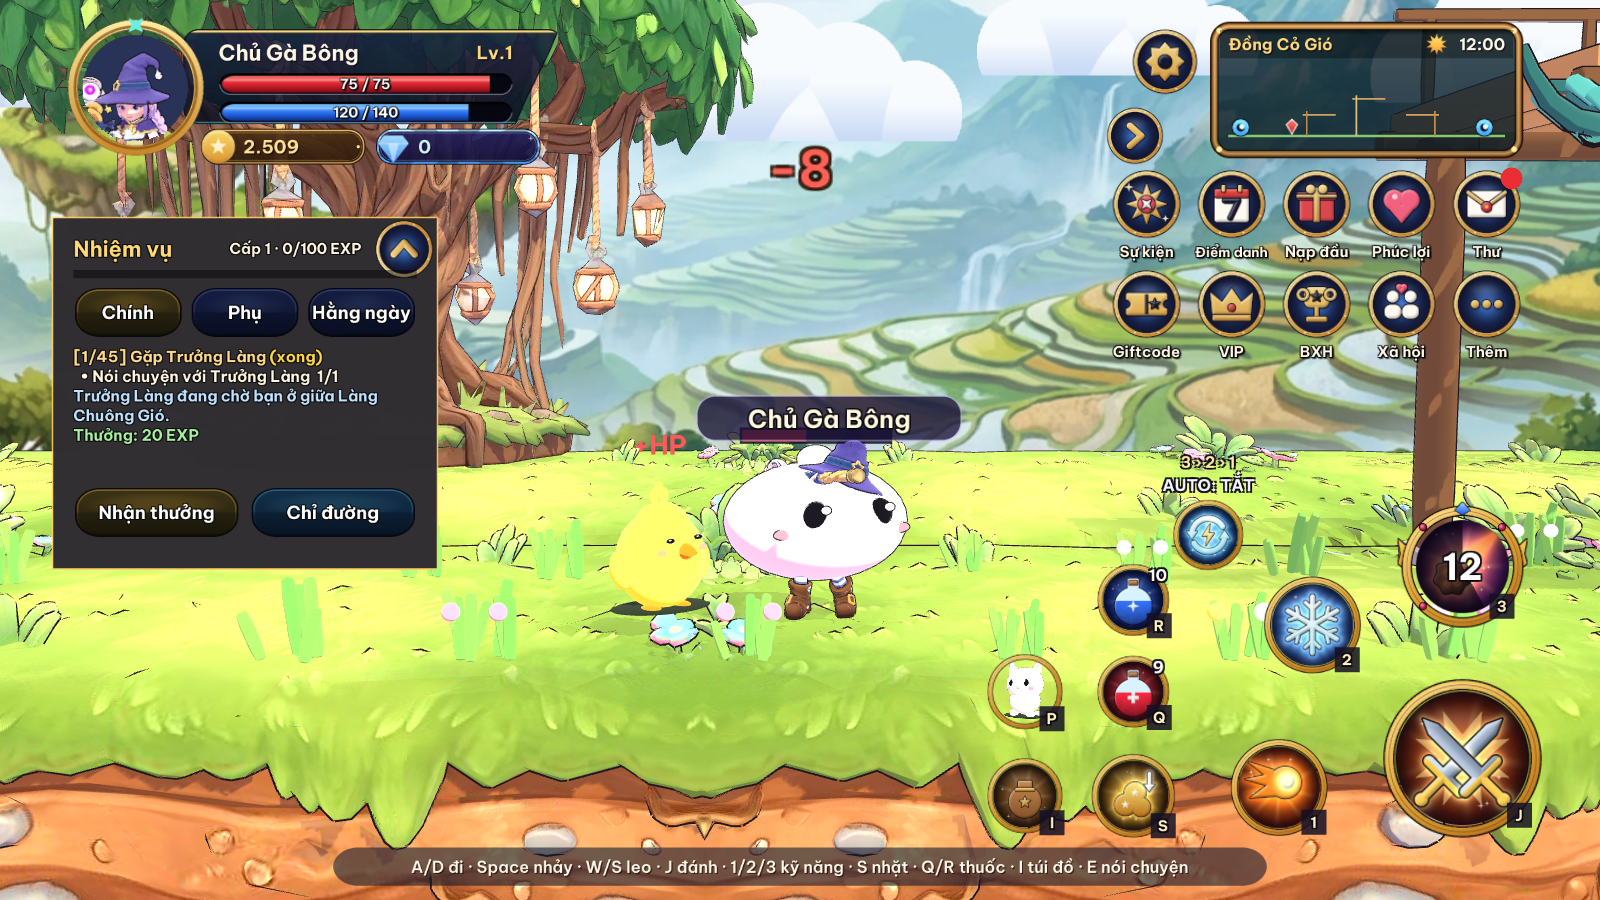 Chủ Gà Bông
Lv.1
75 / 75
120 / 140
2.509
0
Đồng Cỏ Gió
12:00
-8
7
Sự kiện
Điểm danh
Nạp đầu
Phúc lợi
Thư
Giftcode
VIP
BXH
Xã hội
Thêm
Nhiệm vụ
Cấp 1 · 0/100 EXP
Chính
Phụ
Hằng ngày
[1/45] Gặp Trưởng Làng (xong)
• Nói chuyện với Trưởng Làng 1/1
Trưởng Làng đang chờ bạn ở giữa Làng
Chuông Gió.
Thưởng: 20 EXP
Nhận thưởng
Chỉ đường
Chủ Gà Bông
+HP
3›2›1
AUTO: TẮT
10
R
12
3
2
9
Q
P
I
S
1
J
A/D đi · Space nhảy · W/S leo · J đánh · 1/2/3 kỹ năng · S nhặt · Q/R thuốc · I túi đồ · E nói chuyện